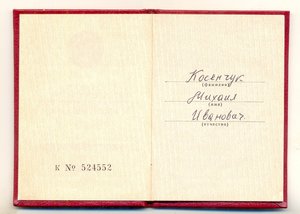 К № 524552
Косенчук
(фамилия)
Михаил
(имя)
Иванович
(отчество)